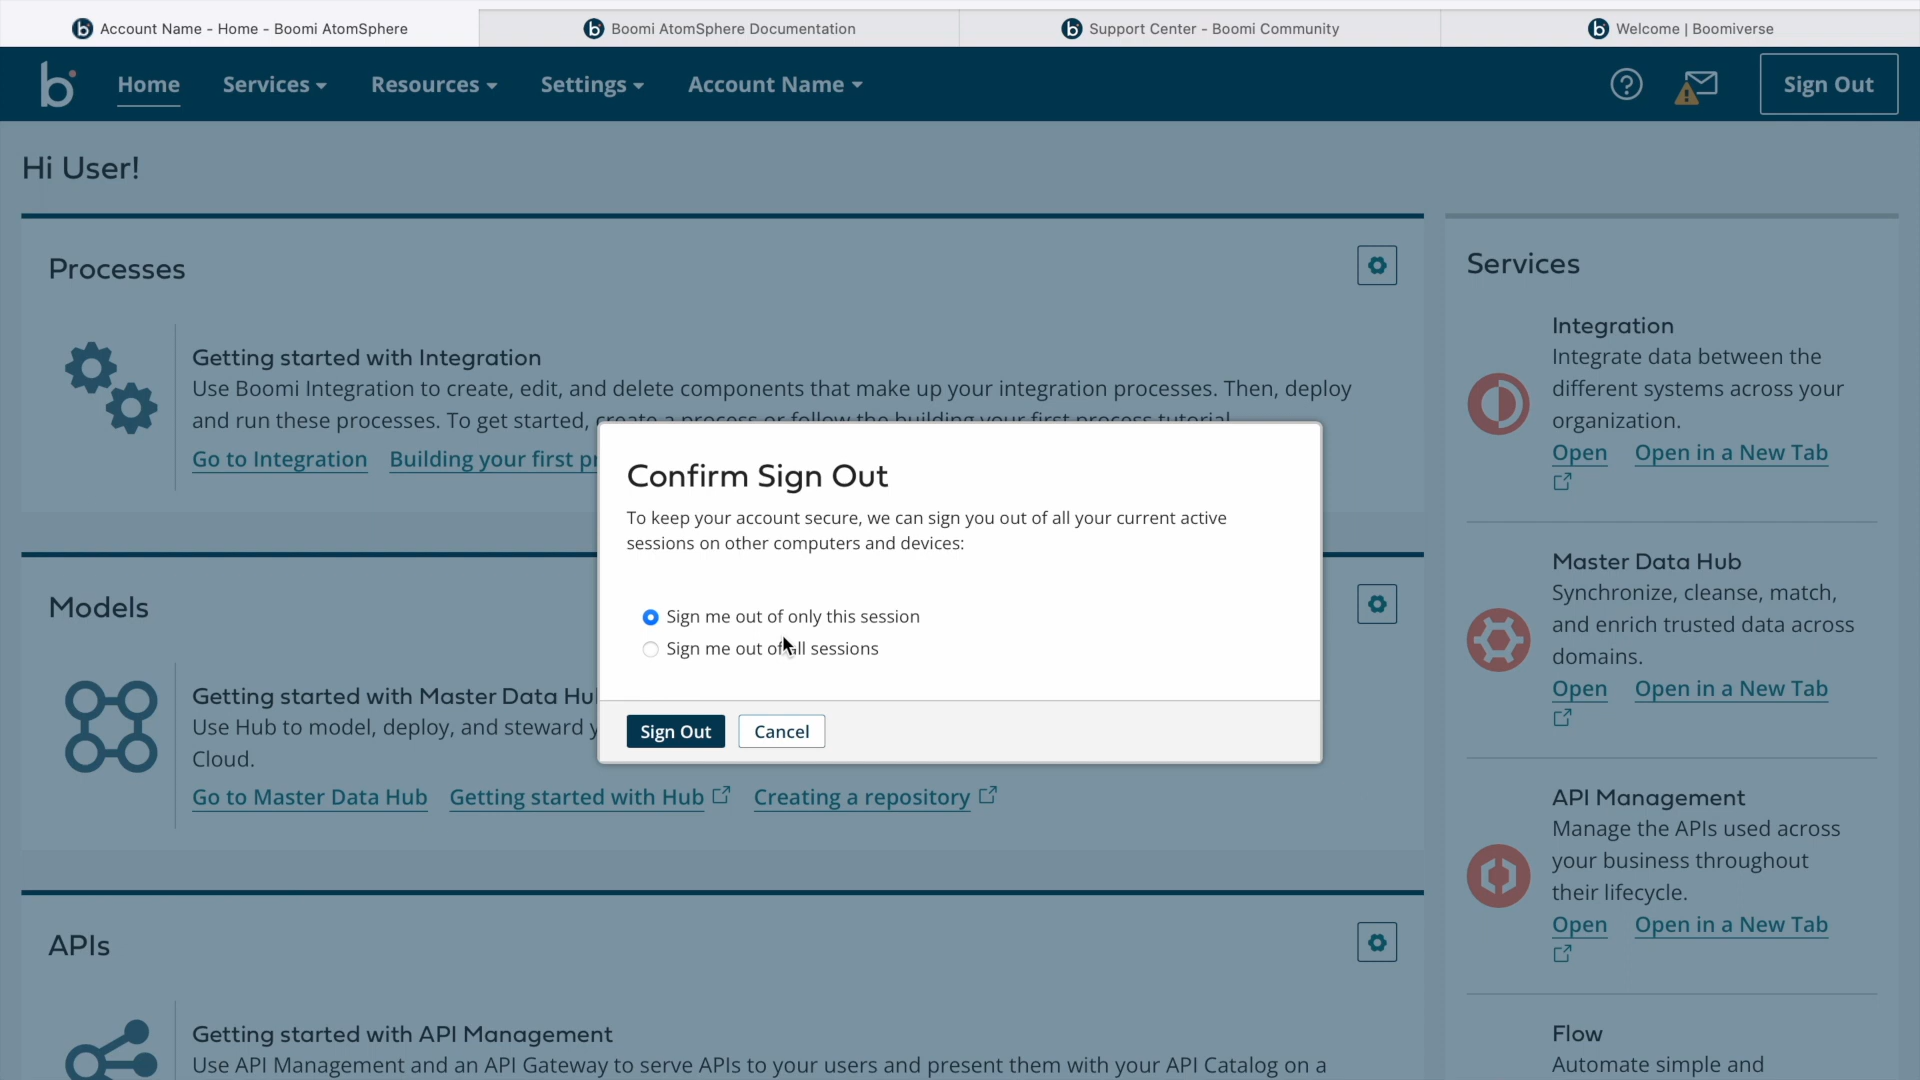 Account Name - Home - Boomi AtomSphere
Boomi AtomSphere Documentation
Support Center - Boomi Community
Welcome | Boomiverse
b Home Services Resources Settings Account Name Sign Out
Hi User!
Processes
Getting started with Integration
Use Boomi Integration to create, edit, and delete components that make up your integration processes. Then, deploy
and run these processes. To get started, create a process or follow the building your first process tutorial.
Go to Integration Building your first
Models
Getting started with Master Data
Use Hub to model, deploy, and steward
Cloud.
Go to Master Data Hub Getting started with Hub Creating a repository
APIs
Getting started with API Management
Use API Management and an API Gateway to serve APIs to your users and present them with your API Catalog on a
Confirm Sign Out
To keep your account secure, we can sign you out of all your current active
sessions on other computers and devices:
Sign me out of only this session
Sign me out of all sessions
Sign Out Cancel
Services
Integration
Integrate data between the
different systems across your
organization.
Open Open in a New Tab
Master Data Hub
Synchronize, cleanse, match,
and enrich trusted data across
domains.
Open Open in a New Tab
API Management
Manage the APIs used across
your business throughout
their lifecycle.
Open Open in a New Tab
Flow
Automate simple and